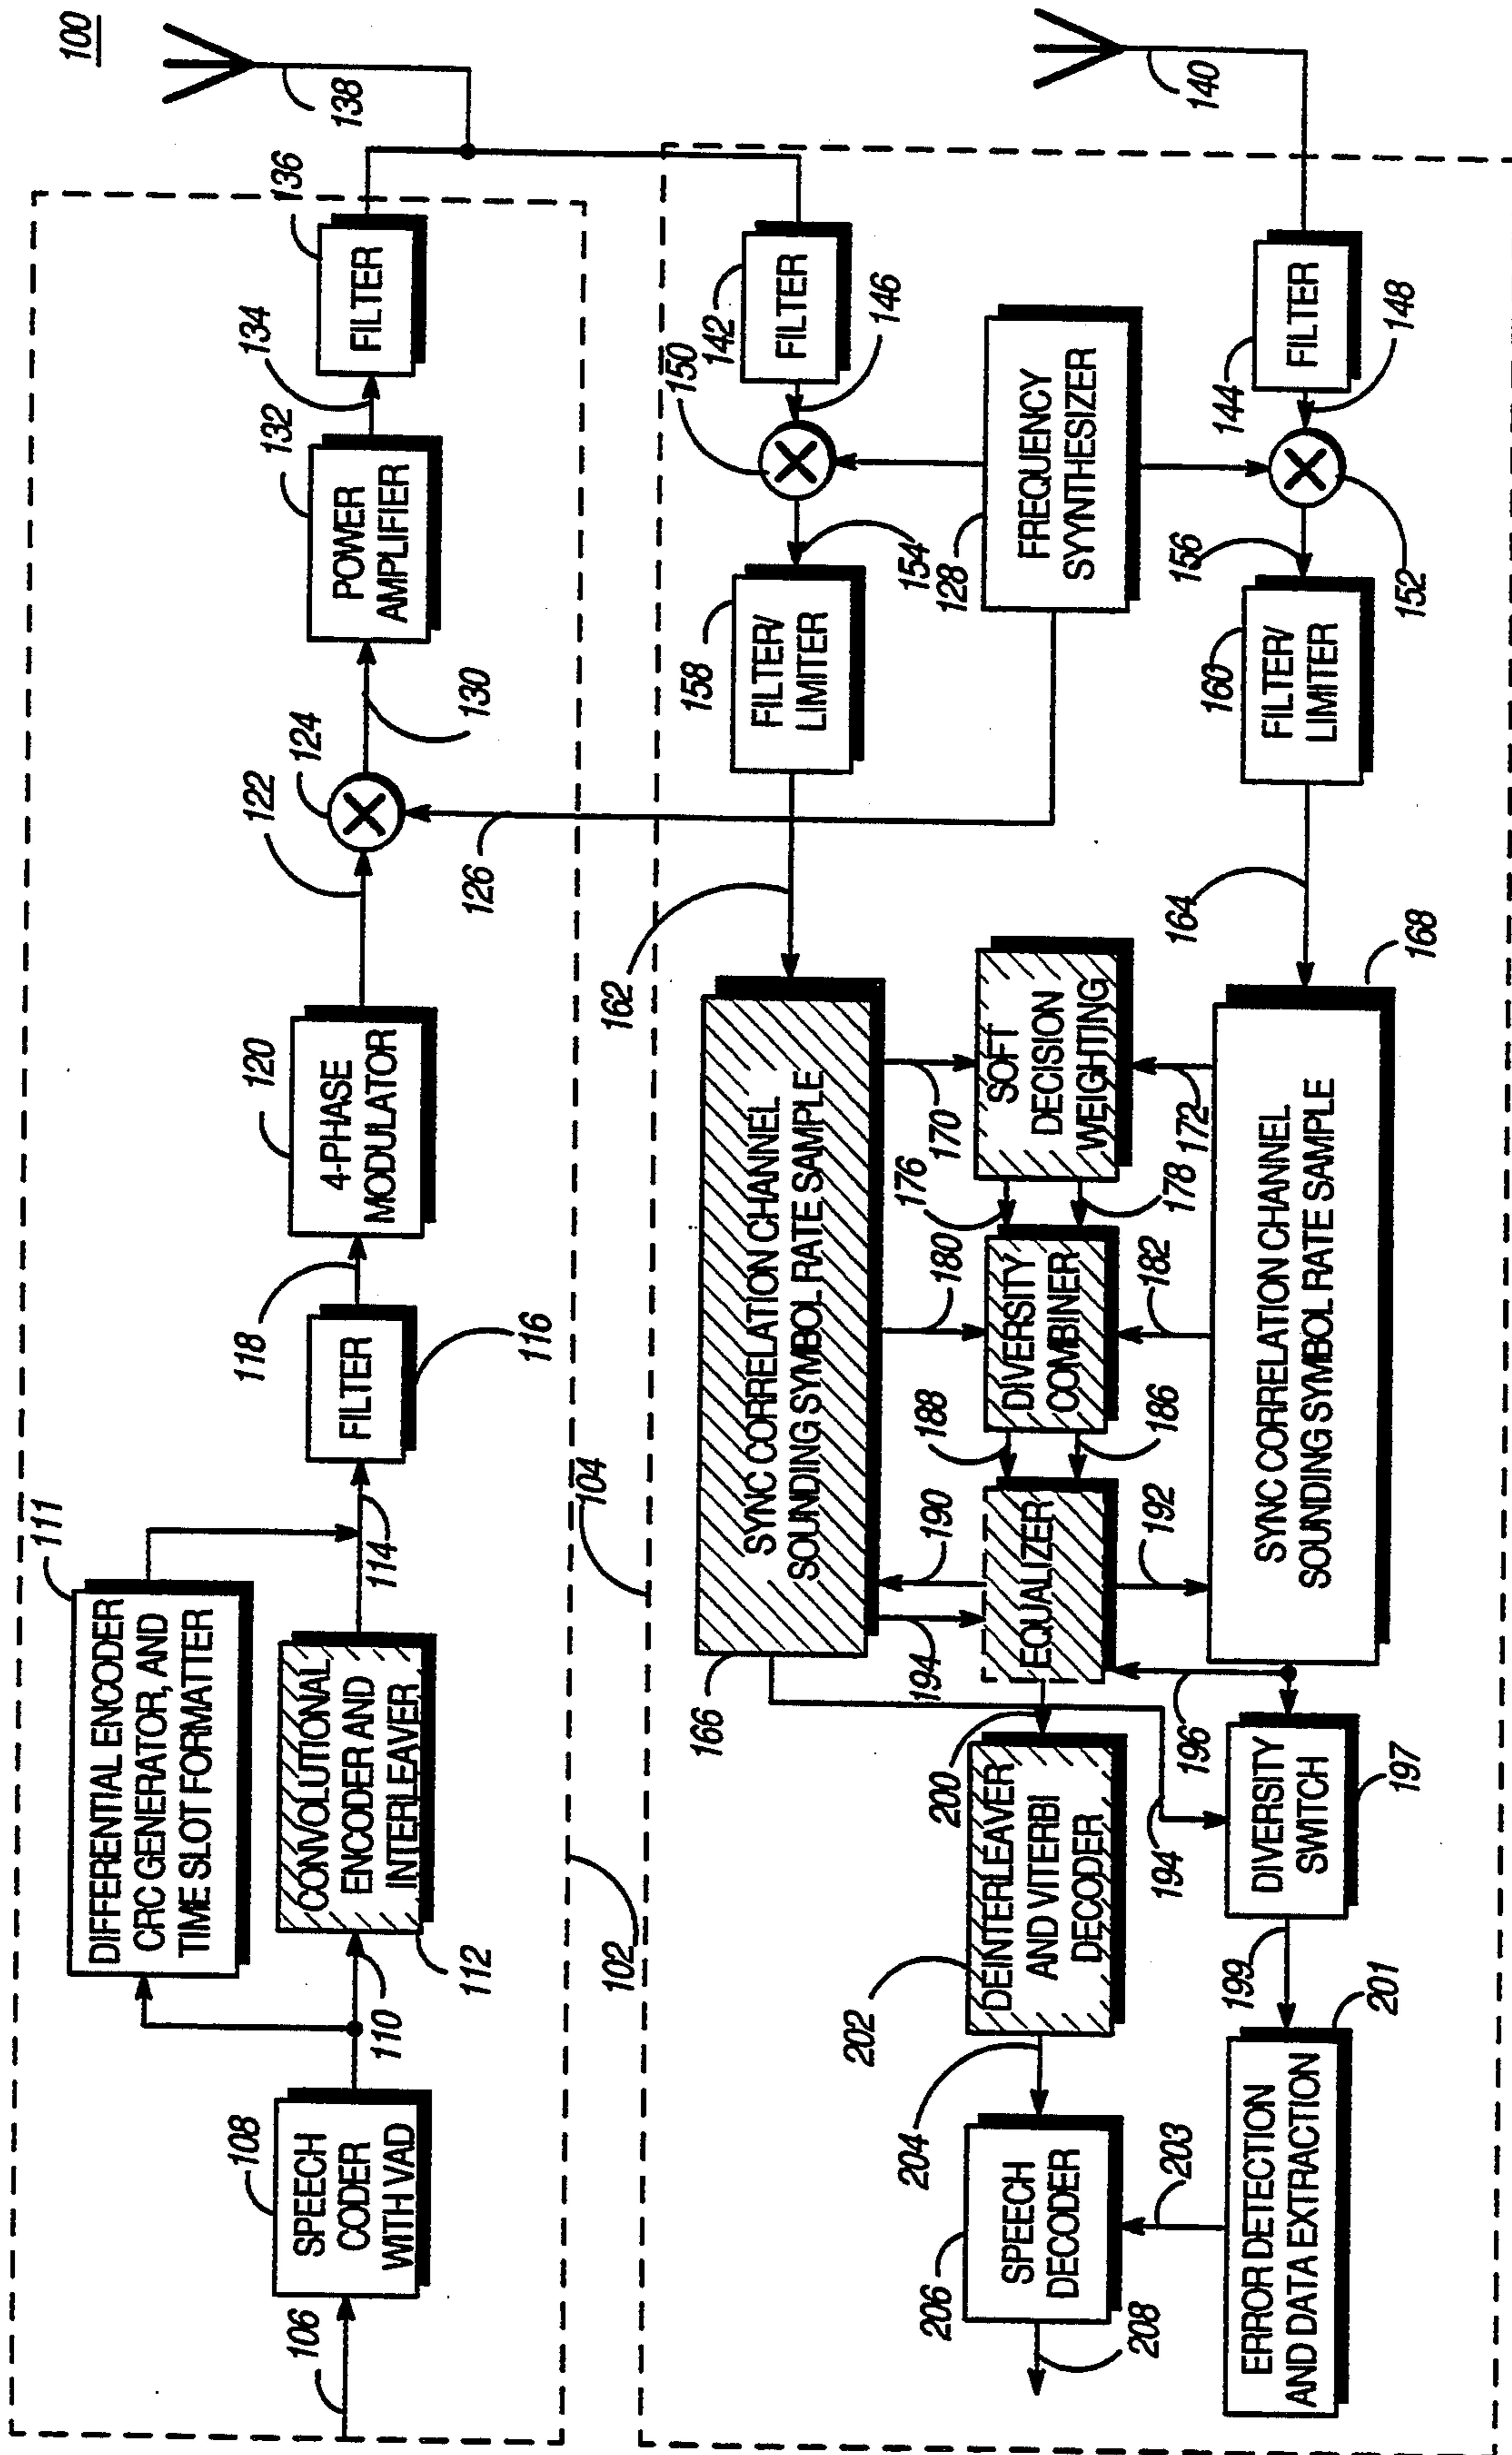 100
DIFFERENTIAL ENCODER
CRC GENERATOR, AND
TIME SLOT FORMATTER
111
106
108
SPEECH
CODER
WITH VAD
110
CONVOLUTIONAL
ENCODER AND
INTERLEAVER
112
114
FILTER
116
118
120
4-PHASE
MODULATOR
122
124
126
130
132
POWER
AMPLIFIER
134
136
FILTER
138
102
104
162
166
SYNC CORRELATION CHANNEL
SOUNDING SYMBOL RATE SAMPLE
158
FILTER/
LIMITER
154
150
142
FILTER
146
128
FREQUENCY
SYYNTHESIZER
194
190
188
180
176
170
200
202
DEINTERLEAVER
AND VITERBI
DECODER
EQUALIZER
DIVERSITY
COMBINER
SOFT
DECISION
WEIGHTING
204
206
SPEECH
DECODER
208
203
194
196
192
186
182
178
172
164
168
SYNC CORRELATION CHANNEL
SOUNDING SYMBOL RATE SAMPLE
160
FILTER/
LIMITER
156
152
144
FILTER
148
140
199
201
ERROR DETECTION
AND DATA EXTRACTION
DIVERSITY
SWITCH
197